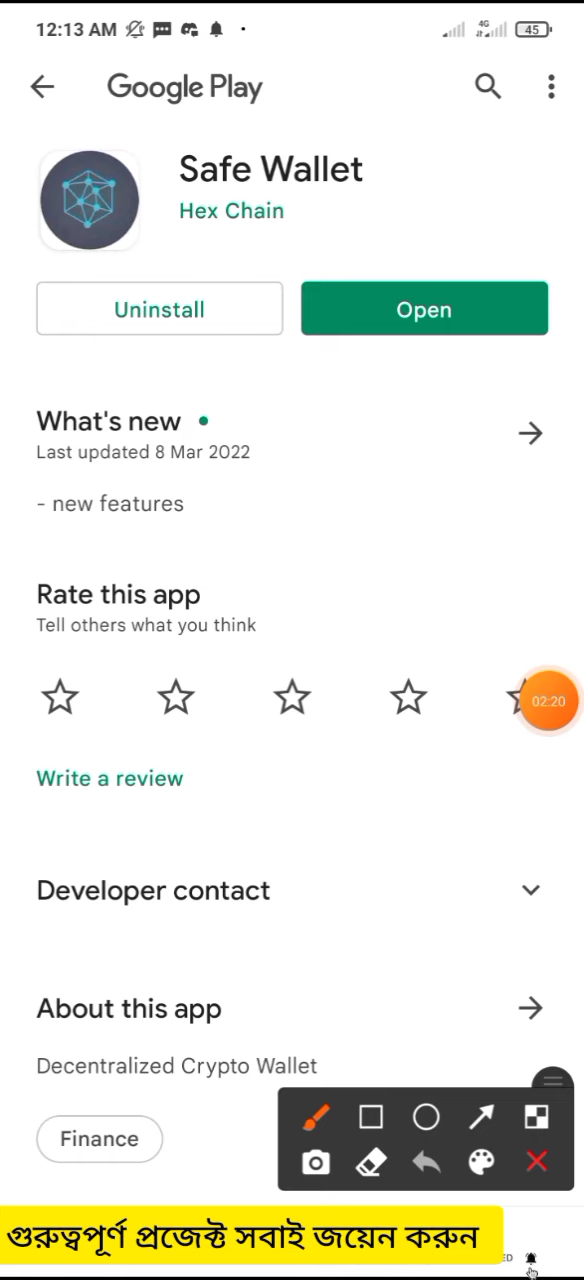 12:13 AM 4G 45
Google Play
Safe Wallet
Hex Chain
Uninstall
Open
What's new
Last updated 8 Mar 2022
- new features
Rate this app
Tell others what you think
02:20
Write a review
Developer contact
About this app
Decentralized Crypto Wallet
Finance
গুরুত্বপূর্ণ প্রজেক্ট সবাই জয়েন করুন
ED